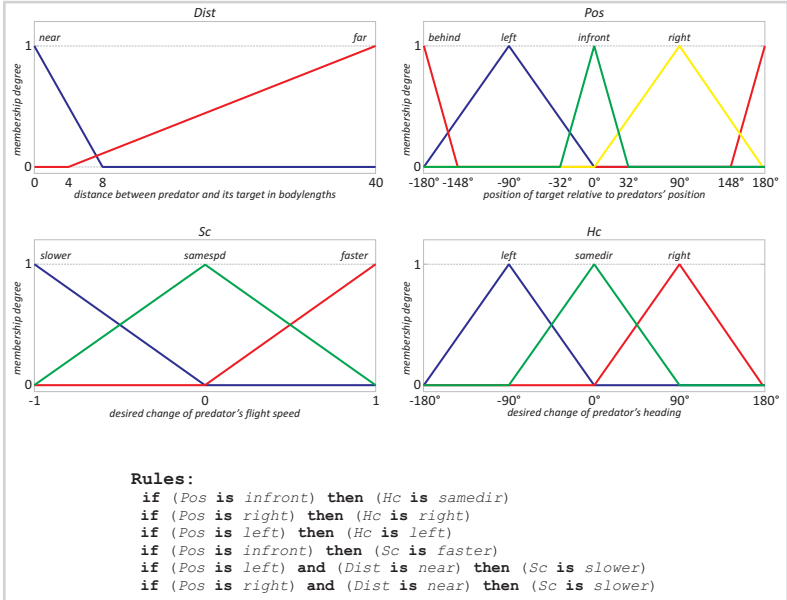 Dist
near
far
membership degree
1
0
0 4 8 40
distance between predator and its target in bodylengths
Pos
behind left infront right
membership degree
1
0
-180° -148° -90° -32° 0° 32° 90° 148° 180°
position of target relative to predators' position
Sc
slower samespd faster
membership degree
1
0
-1 0 1
desired change of predator's flight speed
Hc
left samedir right
membership degree
1
0
-180° -90° 0° 90° 180°
desired change of predator's heading
Rules:
if (Pos is infront) then (Hc is samedir)
if (Pos is right) then (Hc is right)
if (Pos is left) then (Hc is left)
if (Pos is infront) then (Sc is faster)
if (Pos is left) and (Dist is near) then (Sc is slower)
if (Pos is right) and (Dist is near) then (Sc is slower)